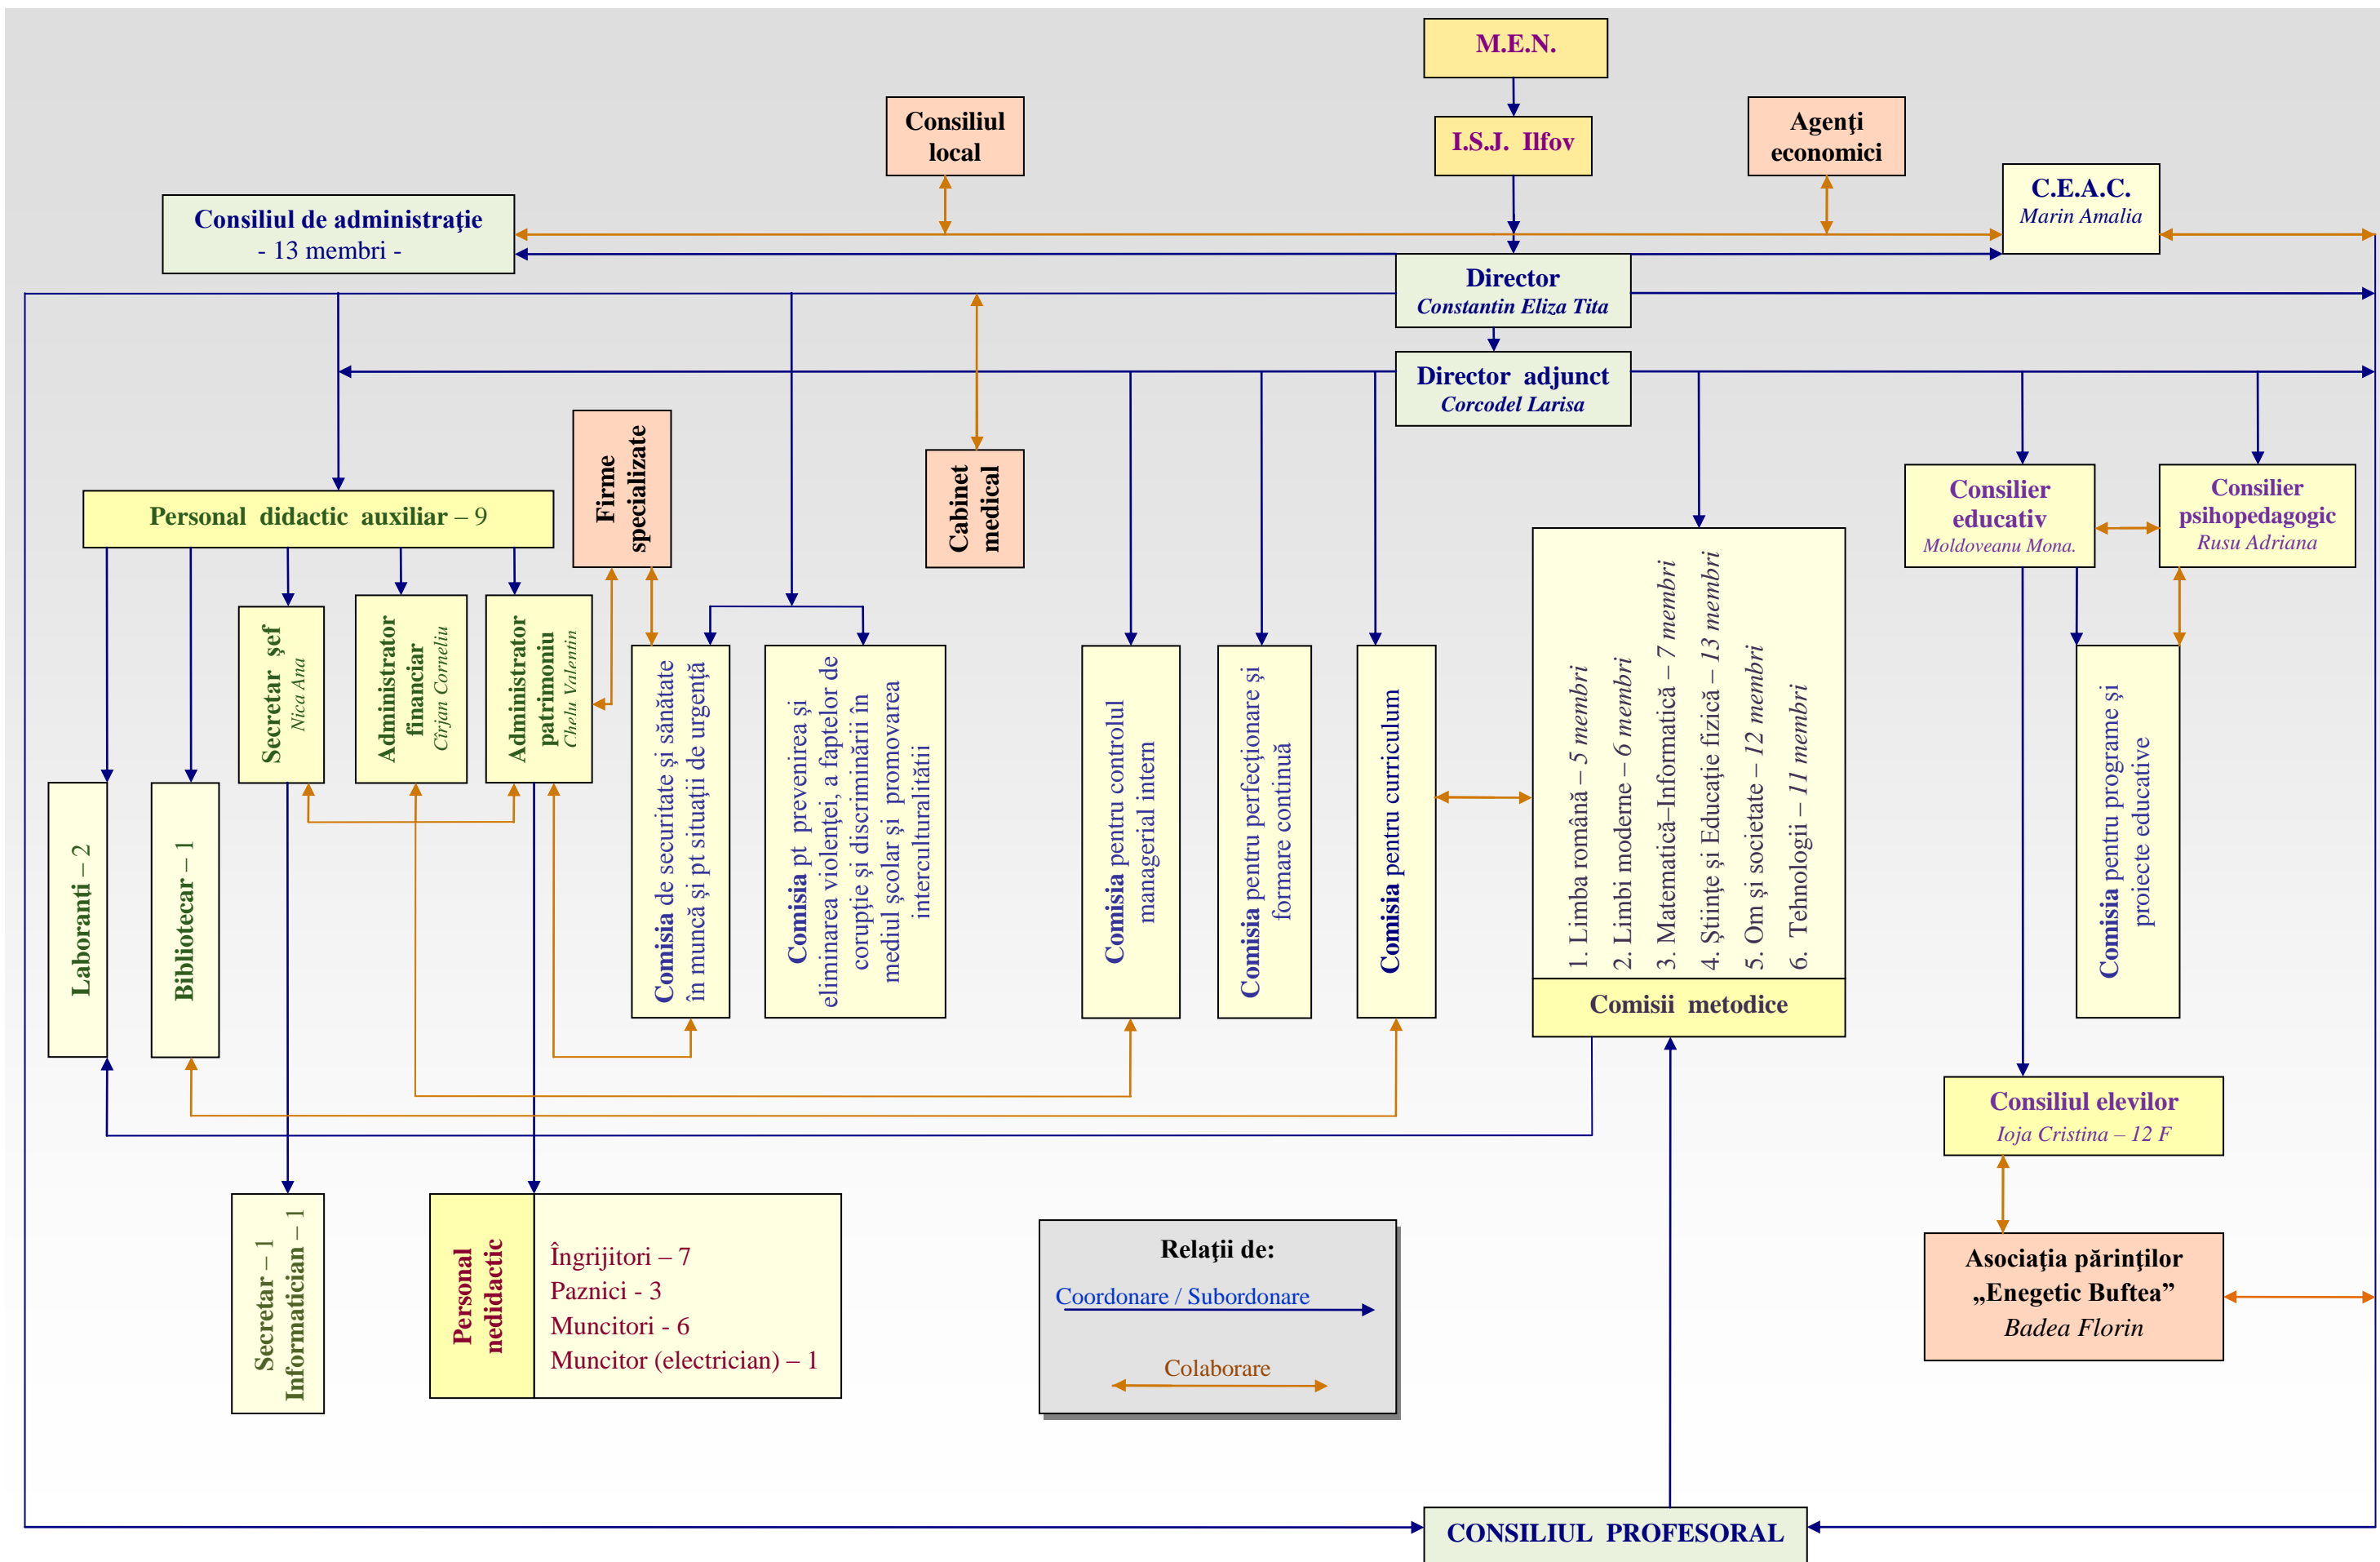 M.E.N.
Consiliul
local
I.S.J. Ilfov
Agenţi
economici
C.E.A.C.
Marin Amalia
Consiliul de administraţie
- 13 membri -
Director
Constantin Eliza Tita
Director adjunct
Corcodel Larisa
Firme
specializate
Cabinet
medical
Consilier
educativ
Moldoveanu Mona.
Consilier
psihopedagogic
Rusu Adriana
Personal didactic auxiliar – 9
Laboranti – 2
Bibliotecar – 1
Secretar şef
Nica Ana
Administrator
financiar
Cîrjan Corneliu
Administrator
patrimoniu
Chelu Valentin
Comisia de securitate şi sănătate
în muncă şi pt situaţii de urgenţă
Comisia pt prevenirea şi
eliminarea violenţei, a faptelor de
corupţie şi discriminării în
mediul şcolar şi promovarea
interculturalităţii
Comisia pentru controlul
managerial intern
Comisia pentru perfecţionare şi
formare continuă
Comisia pentru curriculum
1. Limba română – 5 membri
2. Limbi moderne – 6 membri
3. Matematică–Informatică – 7 membri
4. Ştiinţe şi Educaţie fizică – 13 membri
5. Om şi societate – 12 membri
6. Tehnologii – 11 membri
Comisii metodice
Comisia pentru programe şi
proiecte educative
Consiliul elevilor
Ioja Cristina – 12 F
Secretar – 1
Informatician – 1
Personal
nedidactic
Îngrijitori – 7
Paznici - 3
Muncitori - 6
Muncitor (electrician) – 1
Relaţii de:
Coordonare / Subordonare
Colaborare
Asociaţia părinţilor
„Enegetic Buftea”
Badea Florin
CONSILIUL PROFESORAL